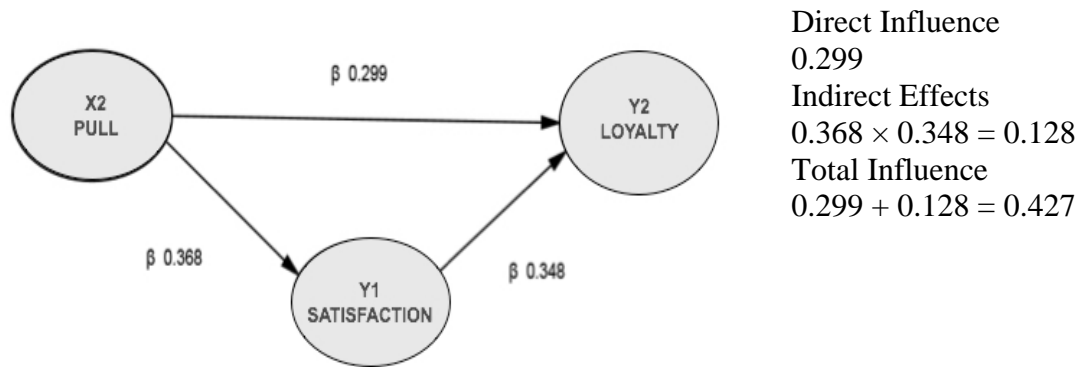 β 0.299
X2
PULL
Y2
LOYALTY
β 0.368
β 0.348
Y1
SATISFACTION
Direct Influence
0.299
Indirect Effects
0.368 × 0.348 = 0.128
Total Influence
0.299 + 0.128 = 0.427